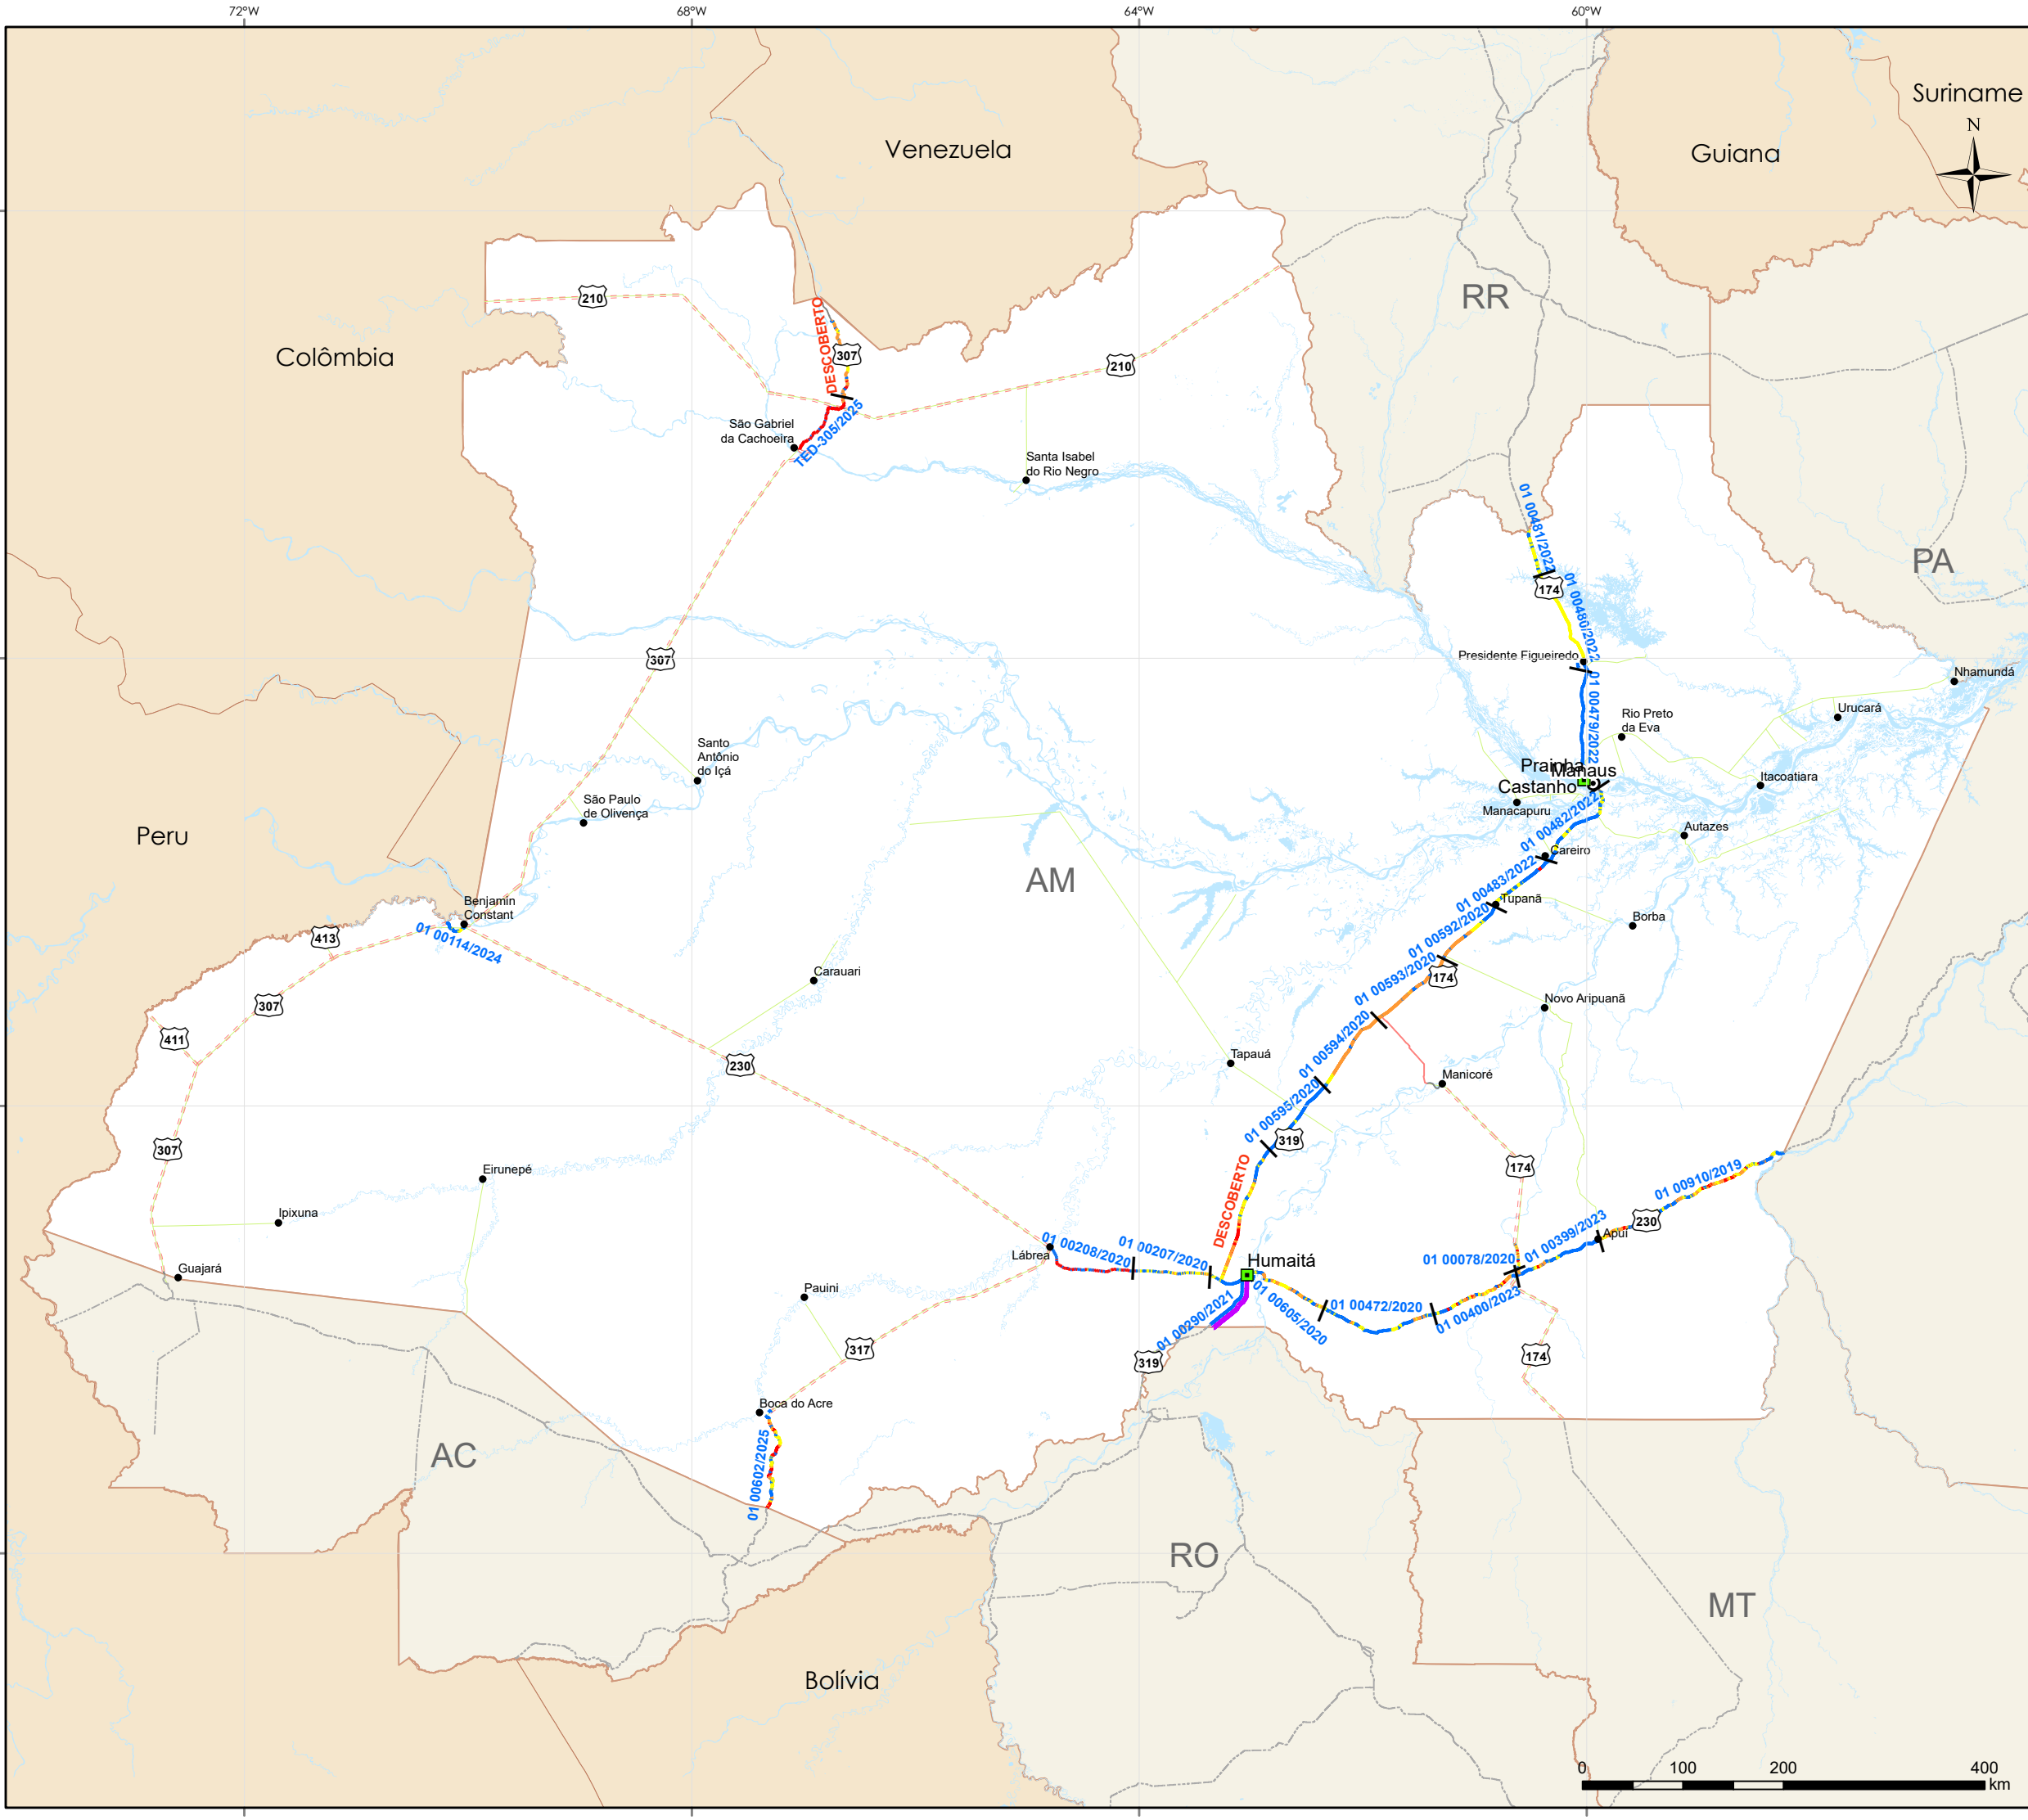 72°W
68°W
64°W
60°W
Suriname
N
Venezuela
Guiana
RR
210
DESCOBERTO
307
Colômbia
210
São Gabriel
da Cachoeira
TED-305/2025
Santa Isabel
do Rio Negro
01 00481/2022
PA
174
01 00480/2022
307
Presidente Figueiredo
Nhamundá
01 00479/2022
Urucará
Rio Preto
da Eva
Santo
Antônio
do Içá
Prainha
Manaus
Castanho
Itacoatiara
São Paulo
de Olivença
Manacapuru
01 00482/2022
Autazes
Peru
Careiro
AM
01 00483/2022
Tupanã
Benjamin
Constant
01 00592/2020
Borba
413
01 00114/2024
Carauari
01 00593/2020
174
307
Novo Aripuanã
411
01 00594/2020
Tapauá
230
Manicoré
01 00595/2020
319
307
174
Eirunepé
DESCOBERTO
01 00910/2019
Ipixuna
230
01 00399/2023
Apuí
01 00208/2020
01 00207/2020
Lábrea
Humaitá
01 00078/2020
Guajará
Pauini
01 00290/2021
01 00605/2020
01 00472/2020
01 00400/2023
317
319
174
Boca do Acre
AC
01 00602/2025
RO
MT
Bolívia
0
100
200
400
km